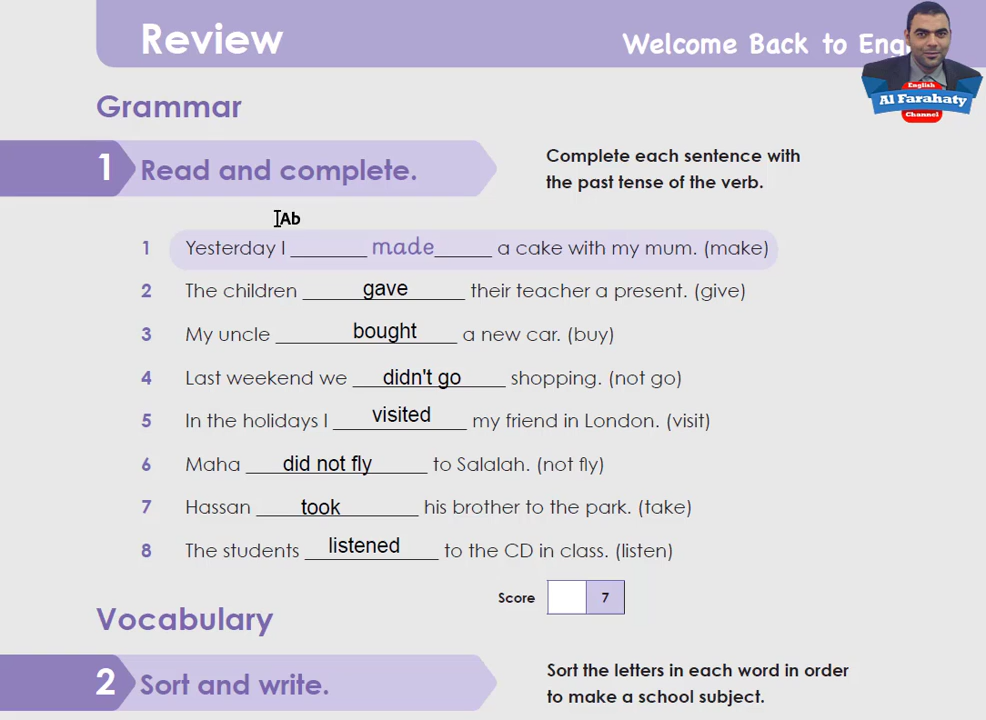 Review
Welcome Back to Eng
English
Al Farahaty
Channel
Grammar
1 Read and complete.
Complete each sentence with
the past tense of the verb.
Ab
1 Yesterday I ______ made_____ a cake with my mum. (make)
2 The children gave their teacher a present. (give)
3 My uncle bought a new car. (buy)
4 Last weekend we didn't go shopping. (not go)
5 In the holidays I visited my friend in London. (visit)
6 Maha did not fly to Salalah. (not fly)
7 Hassan took his brother to the park. (take)
8 The students listened to the CD in class. (listen)
Score 7
Vocabulary
2 Sort and write.
Sort the letters in each word in order
to make a school subject.